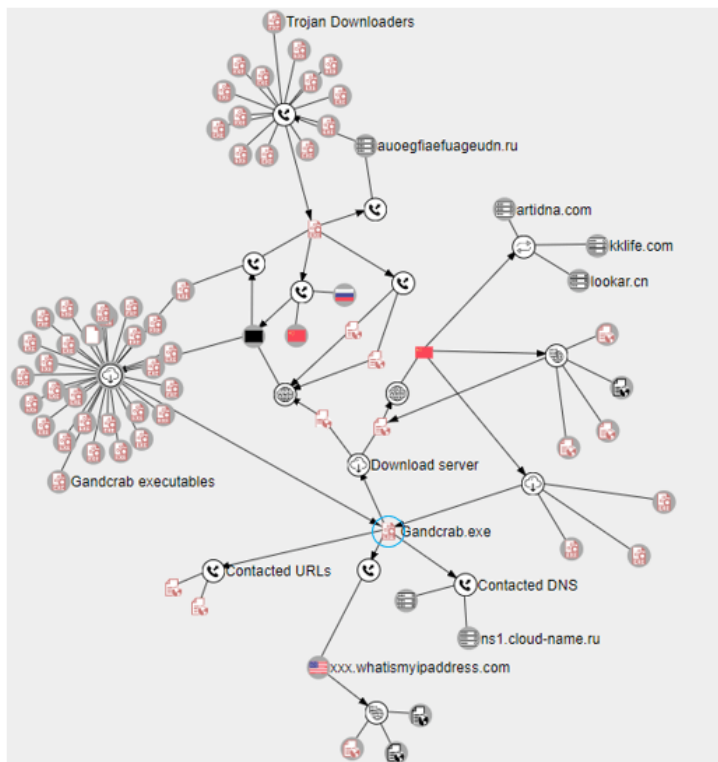 Trojan Downloaders
auoegfiaefuageudn.ru
artidna.com
kklife.com
lookar.cn
Gandcrab executables
Download server
Gandcrab.exe
Contacted URLs
Contacted DNS
ns1.cloud-name.ru
xxx.whatismyipaddress.com